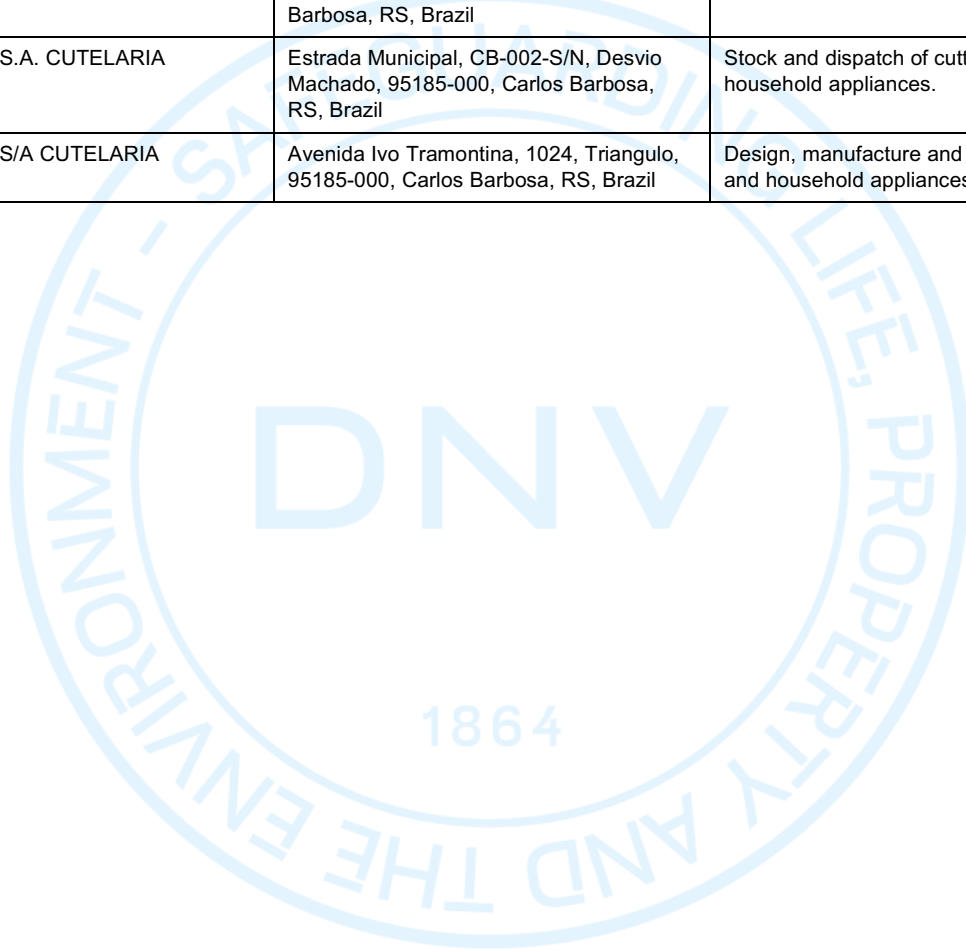 Barbosa, RS, Brazil
S.A. CUTELARIA
Estrada Municipal, CB-002-S/N, Desvio
Machado, 95185-000, Carlos Barbosa,
RS, Brazil
Stock and dispatch of
household appliances.
S/A CUTELARIA
Avenida Ivo Tramontina, 1024, Triangulo,
95185-000, Carlos Barbosa, RS, Brazil
Design, manufacture and
and household
SAFEGUARDING LIFE, PROPERTY AND THE ENVIRONMENT -
DNV
1864